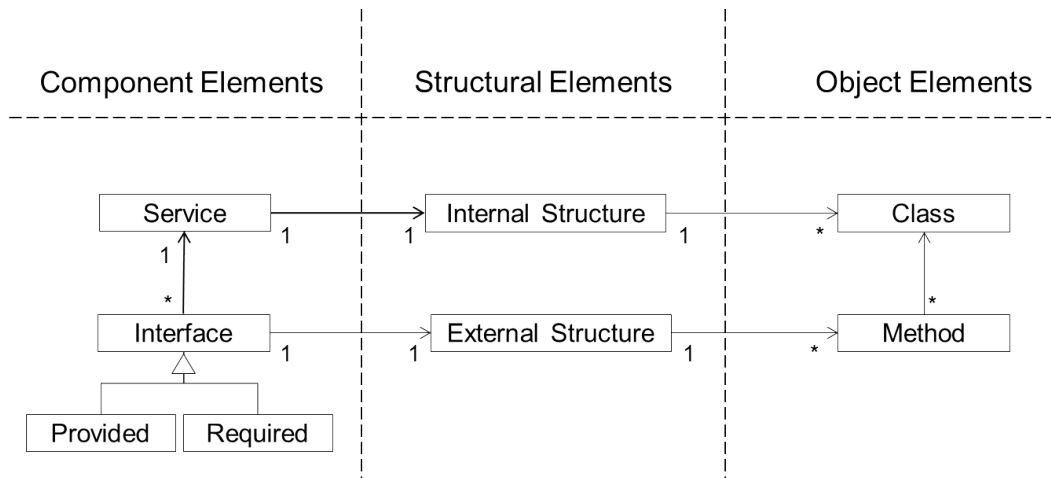 Component Elements
Structural Elements
Object Elements
Service
Internal Structure
Class
1
1
1
1
*
*
*
Interface
External Structure
Method
1
1
1
*
Provided
Required